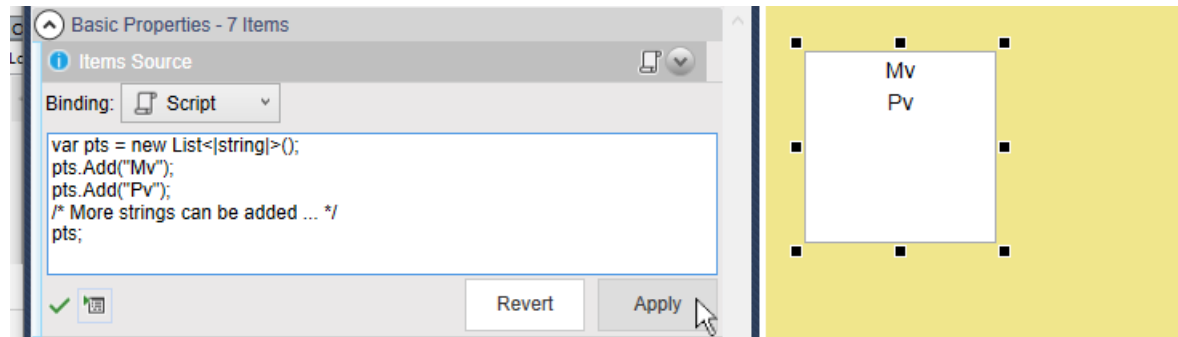 Basic Properties - 7 Items
Items Source
Binding: Script
var pts = new List<|string|>();
pts.Add("Mv");
pts.Add("Pv");
/* More strings can be added ... */
pts;
Revert Apply
Mv
Pv